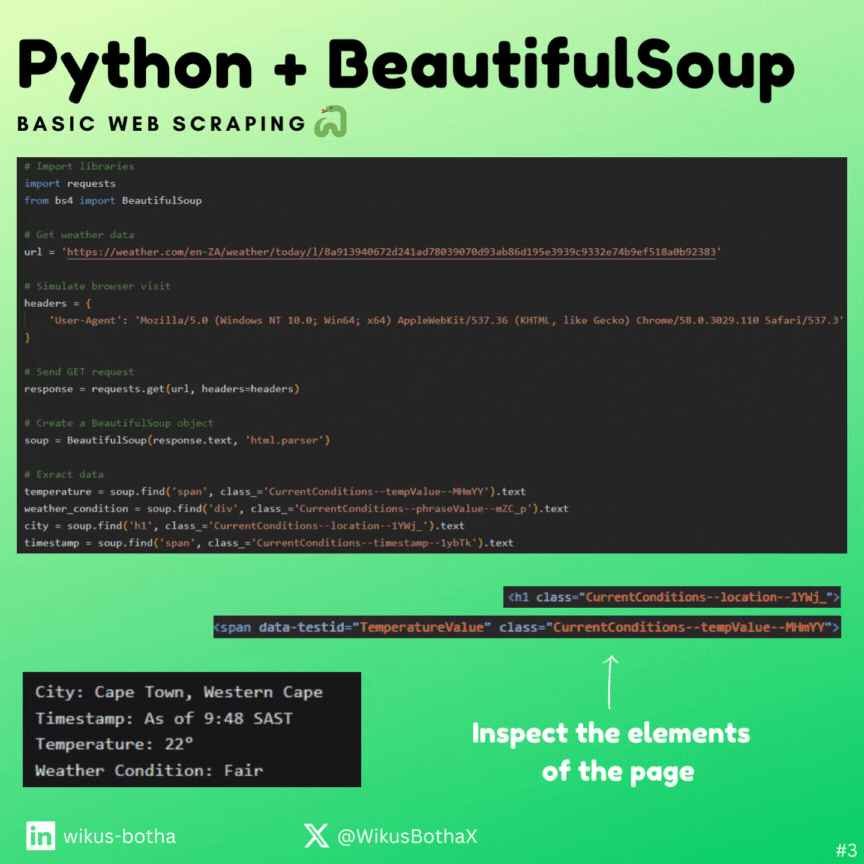 Python + BeautifulSoup
BASIC WEB SCRAPING
# Import libraries
import requests
from bs4 import BeautifulSoup
# Get weather data
url = 'https://weather.com/en-ZA/weather/today/l/8a913940672d241ad78039070d93ab86d195e3939c9332e74b9ef518a0b92383'
# Simulate browser visit
headers = {
'User-Agent': 'Mozilla/5.0 (Windows NT 10.0; Win64; x64) AppleWebKit/537.36 (KHTML, like Gecko) Chrome/58.0.3029.110 Safari/537.3'
}
# Send GET request
response = requests.get(url, headers=headers)
# Create a BeautifulSoup object
soup = BeautifulSoup(response.text, 'html.parser')
# Exract data
temperature = soup.find('span', class_='CurrentConditions--tempValue--MHmYY').text
weather_condition = soup.find('div', class_='CurrentConditions--phraseValue--mZC_p').text
city = soup.find('h1', class_='CurrentConditions--location--1YWj_').text
timestamp = soup.find('span', class_='CurrentConditions--timestamp--1ybTk').text
<h1 class="CurrentConditions--location--1YWj_">
<span data-testid="TemperatureValue" class="CurrentConditions--tempValue--MHmYY">
City: Cape Town, Western Cape
Timestamp: As of 9:48 SAST
Temperature: 22°
Weather Condition: Fair
Inspect the elements
of the page
in wikus-botha
X @WikusBothaX
#3